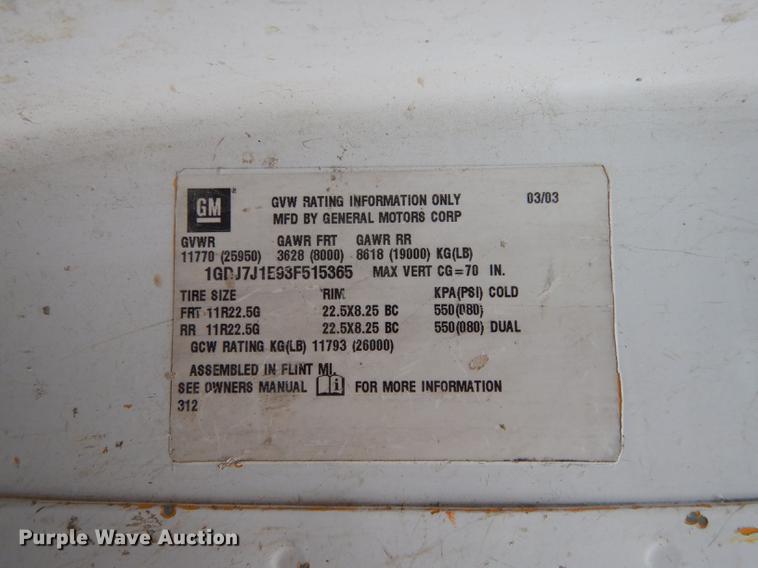 GM GVW RATING INFORMATION ONLY 03/03
MFD BY GENERAL MOTORS CORP
GVWR GAWR FRT GAWR RR
11770 (25950) 3628 (8000) 8618 (19000) KG(LB)
1GDJ7J1E93F515365 MAX VERT CG=70 IN.
TIRE SIZE RIM KPA(PSI) COLD
FRT 11R22.5G 22.5X8.25 BC 550(080)
RR 11R22.5G 22.5X8.25 BC 550(080) DUAL
GCW RATING KG(LB) 11793 (26000)
ASSEMBLED IN FLINT MI.
SEE OWNERS MANUAL i FOR MORE INFORMATION
312
Purple Wave Auction